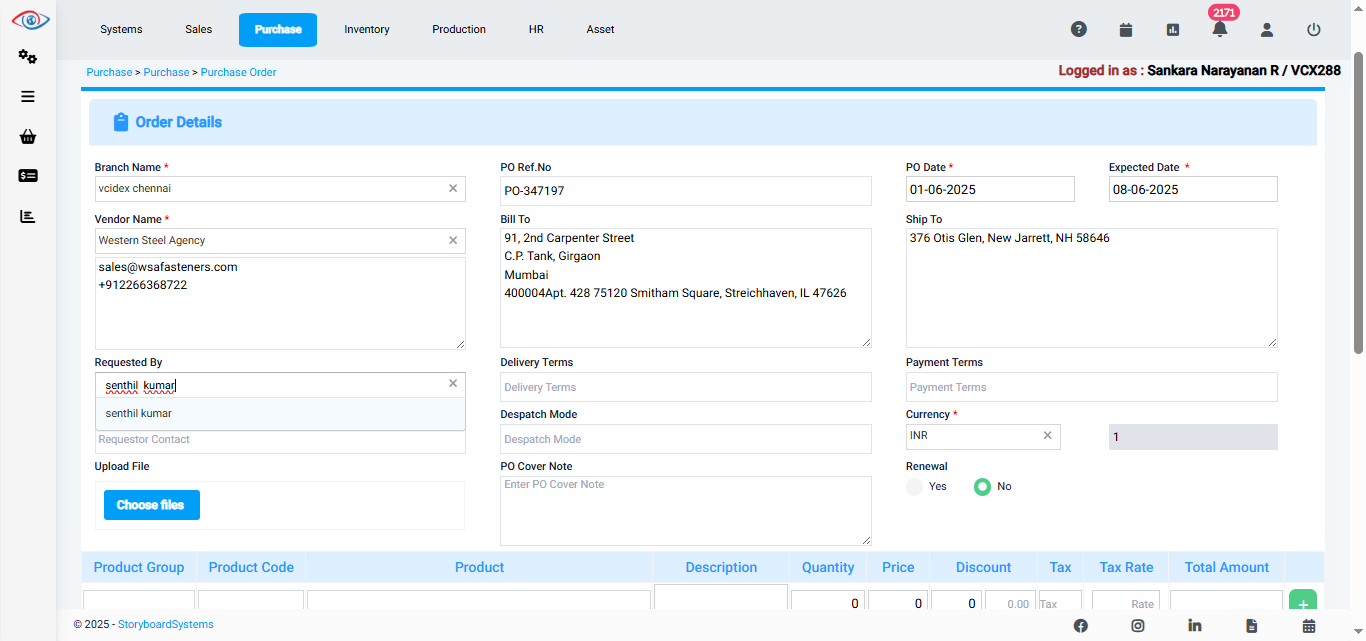 2171
Systems Sales Purchase Inventory Production HR Asset
Purchase > Purchase > Purchase Order
Logged in as : Sankara Narayanan R / VCX288
Order Details
Branch Name *
vcidex chennai
PO Ref.No
PO-347197
PO Date *
01-06-2025
Expected Date *
08-06-2025
Vendor Name *
Western Steel Agency
sales@wsafasteners.com
+912266368722
Bill To
91, 2nd Carpenter Street
C.P. Tank, Girgaon
Mumbai
400004Apt. 428 75120 Smitham Square, Streichhaven, IL 47626
Ship To
376 Otis Glen, New Jarrett, NH 58646
Requested By
senthil  kumar
senthil kumar
Requestor Contact
Delivery Terms
Delivery Terms
Payment Terms
Payment Terms
Despatch Mode
Despatch Mode
Currency *
INR
1
Upload File
Choose files
PO Cover Note
Enter PO Cover Note
Renewal
Yes No
Product Group Product Code Product Description Quantity Price Discount Tax Tax Rate Total Amount
0 0 0 0.00 Tax Rate +
© 2025 - StoryboardSystems